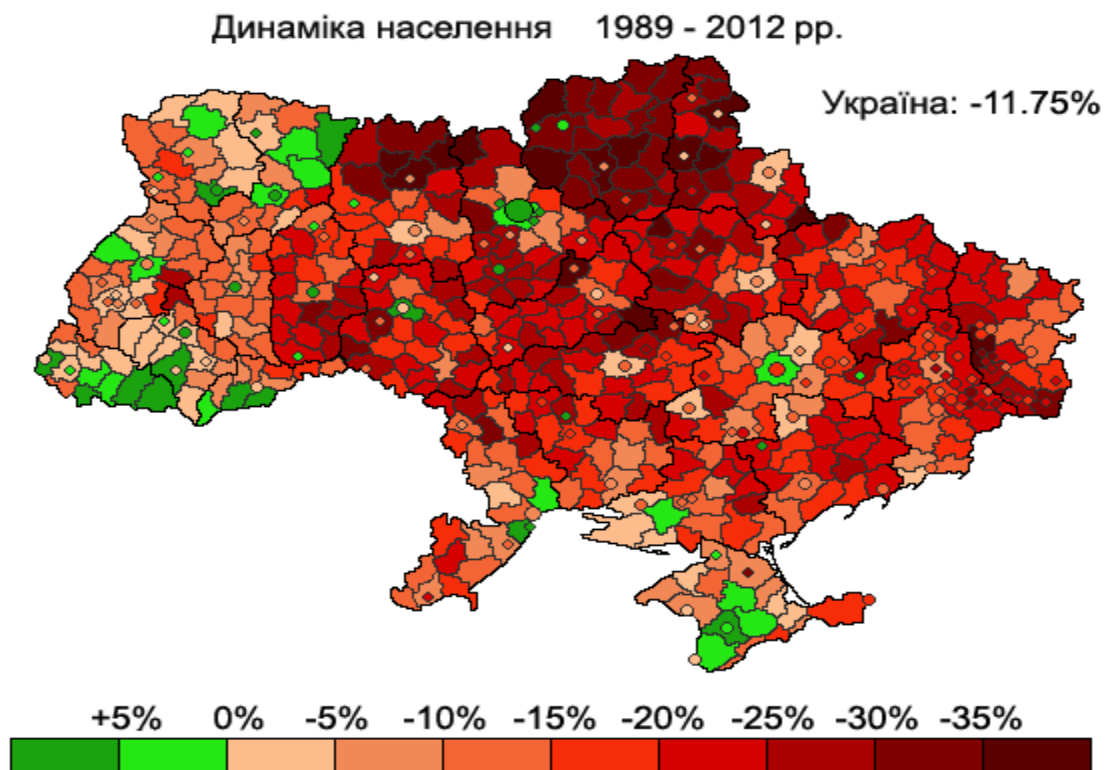 Динаміка населення 1989 - 2012 рр.
Україна: -11.75%
+5% 0% -5% -10% -15% -20% -25% -30% -35%